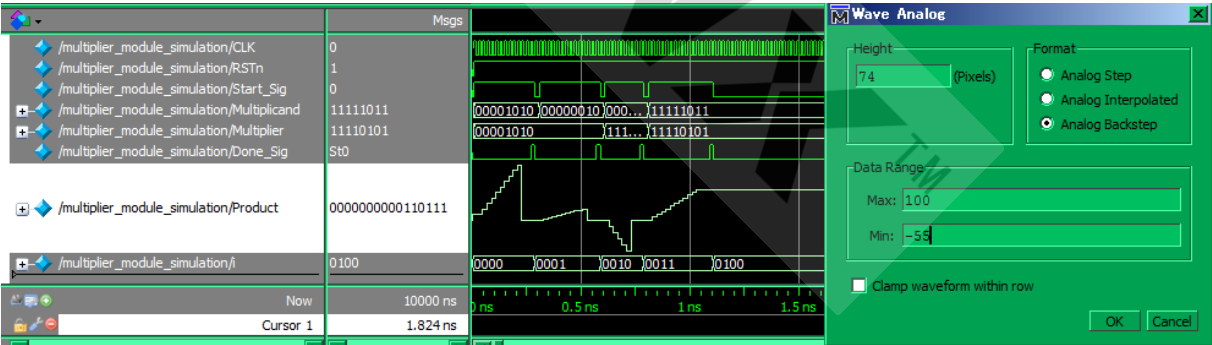 Msgs
/multiplier_module_simulation/CLK 0
/multiplier_module_simulation/RSTn 1
/multiplier_module_simulation/Start_Sig 0
/multiplier_module_simulation/Multiplicand 11111011 00001010 00000010 000... 11111011
/multiplier_module_simulation/Multiplier 11110101 00001010 111... 11110101
/multiplier_module_simulation/Done_Sig St0
/multiplier_module_simulation/Product 0000000000110111
/multiplier_module_simulation/i 0100 0000 0001 0010 0011 0100
Now 10000 ns ns 0.5 ns 1 ns 1.5 ns
Cursor 1 1.824 ns
Wave Analog
Height
74 (Pixels)
Format
Analog Step
Analog Interpolated
Analog Backstep
Data Range
Max: 100
Min: -55
Clamp waveform within row
OK Cancel
TM